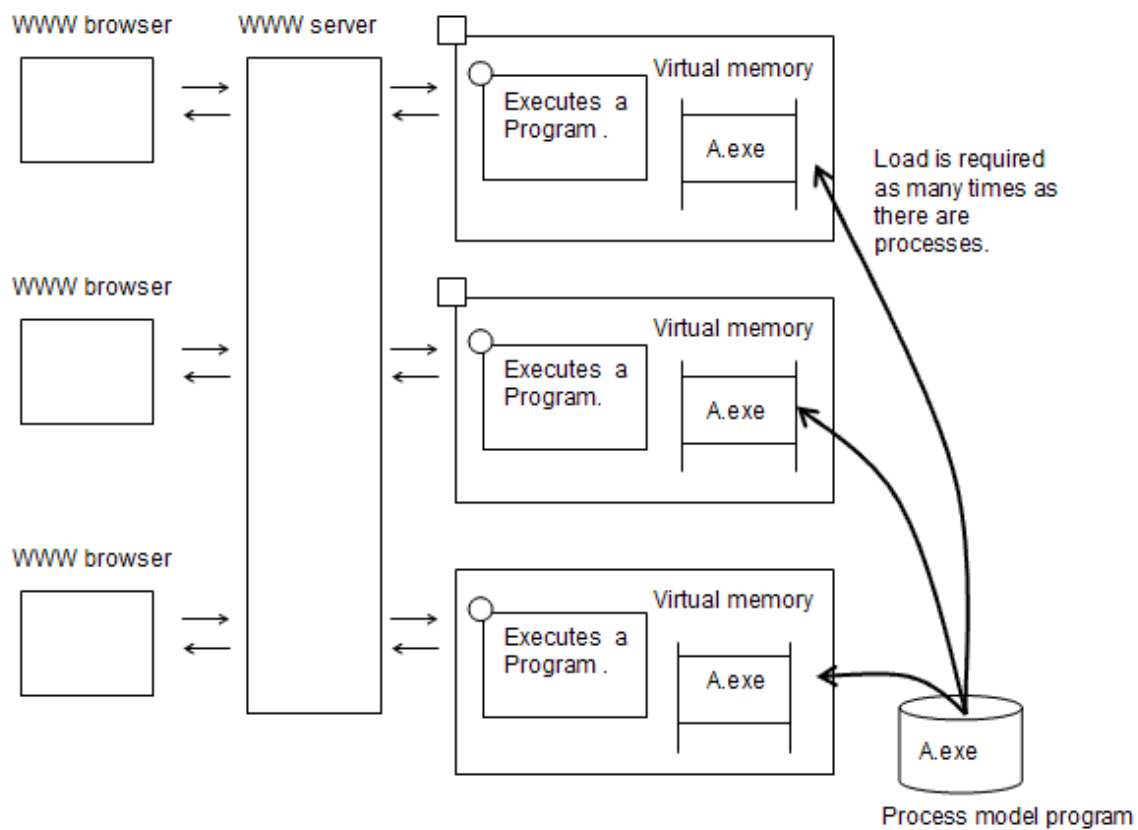 WWW browser
WWW server
Virtual memory
Executes a
Program .
A.exe
Load is required
as many times as
there are
processes.
WWW browser
Virtual memory
Executes a
Program.
A.exe
WWW browser
Virtual memory
Executes a
Program .
A.exe
A.exe
Process model program